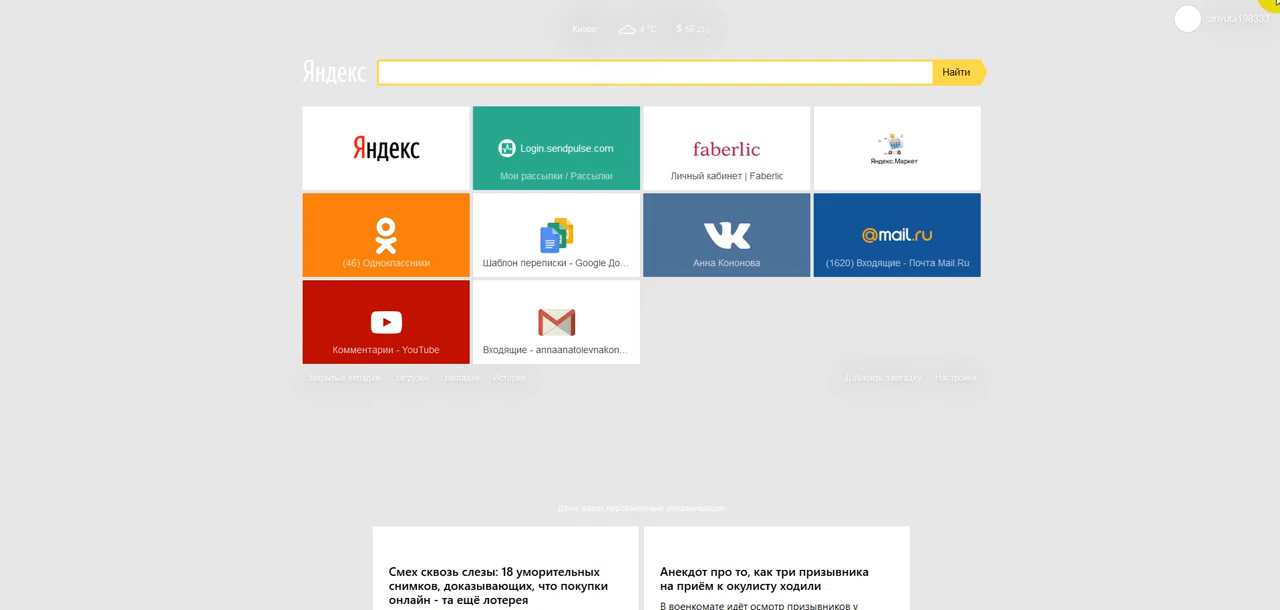 anyuta198333
Киров 4 °C $ 56
Яндекс
Найти
Яндекс
Login.sendpulse.com
Мои рассылки / Рассылки
faberlic
Личный кабинет | Faberlic
Яндекс.Маркет
(46) Одноклассники
Шаблон переписки - Google До...
Анна Кононова
@mail.ru
(1620) Входящие - Почта Mail.Ru
Комментарии - YouTube
Входящие - annaanatolevnakon...
Закрытые вкладки Загрузки Закладки История
Добавить закладку Настройки
Дзен: ваши персональные рекомендации
Смех сквозь слезы: 18 уморительных
снимков, доказывающих, что покупки
онлайн - та ещё лотерея
Анекдот про то, как три призывника
на приём к окулисту ходили
В военкомате идёт осмотр призывников у